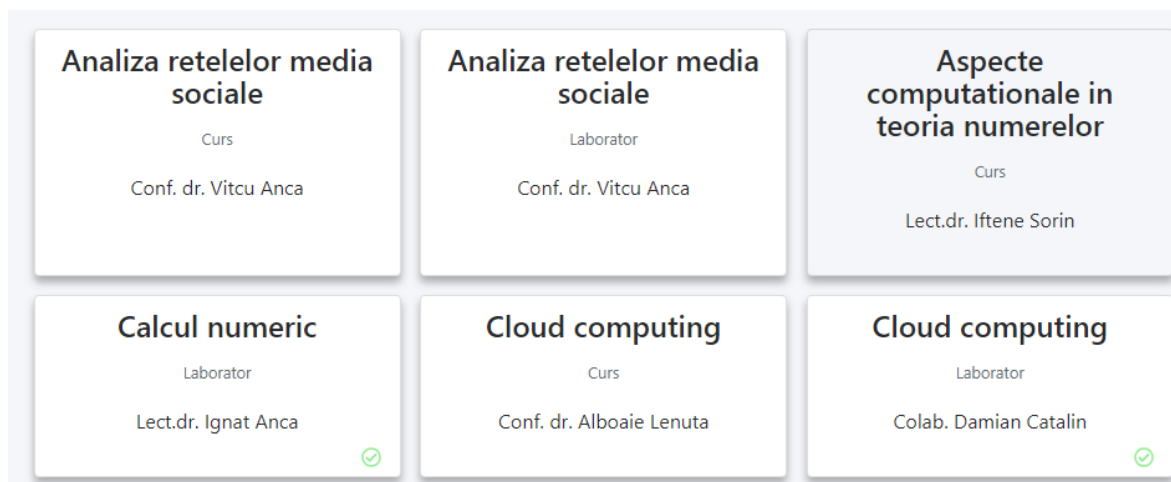 Analiza retelelor media
sociale
Curs
Conf. dr. Vitcu Anca
Analiza retelelor media
sociale
Laborator
Conf. dr. Vitcu Anca
Aspecte
computationale in
teoria numerelor
Curs
Lect.dr. Iftene Sorin
Calcul numeric
Laborator
Lect.dr. Ignat Anca
Cloud computing
Curs
Conf. dr. Alboaie Lenuta
Cloud computing
Laborator
Colab. Damian Catalin